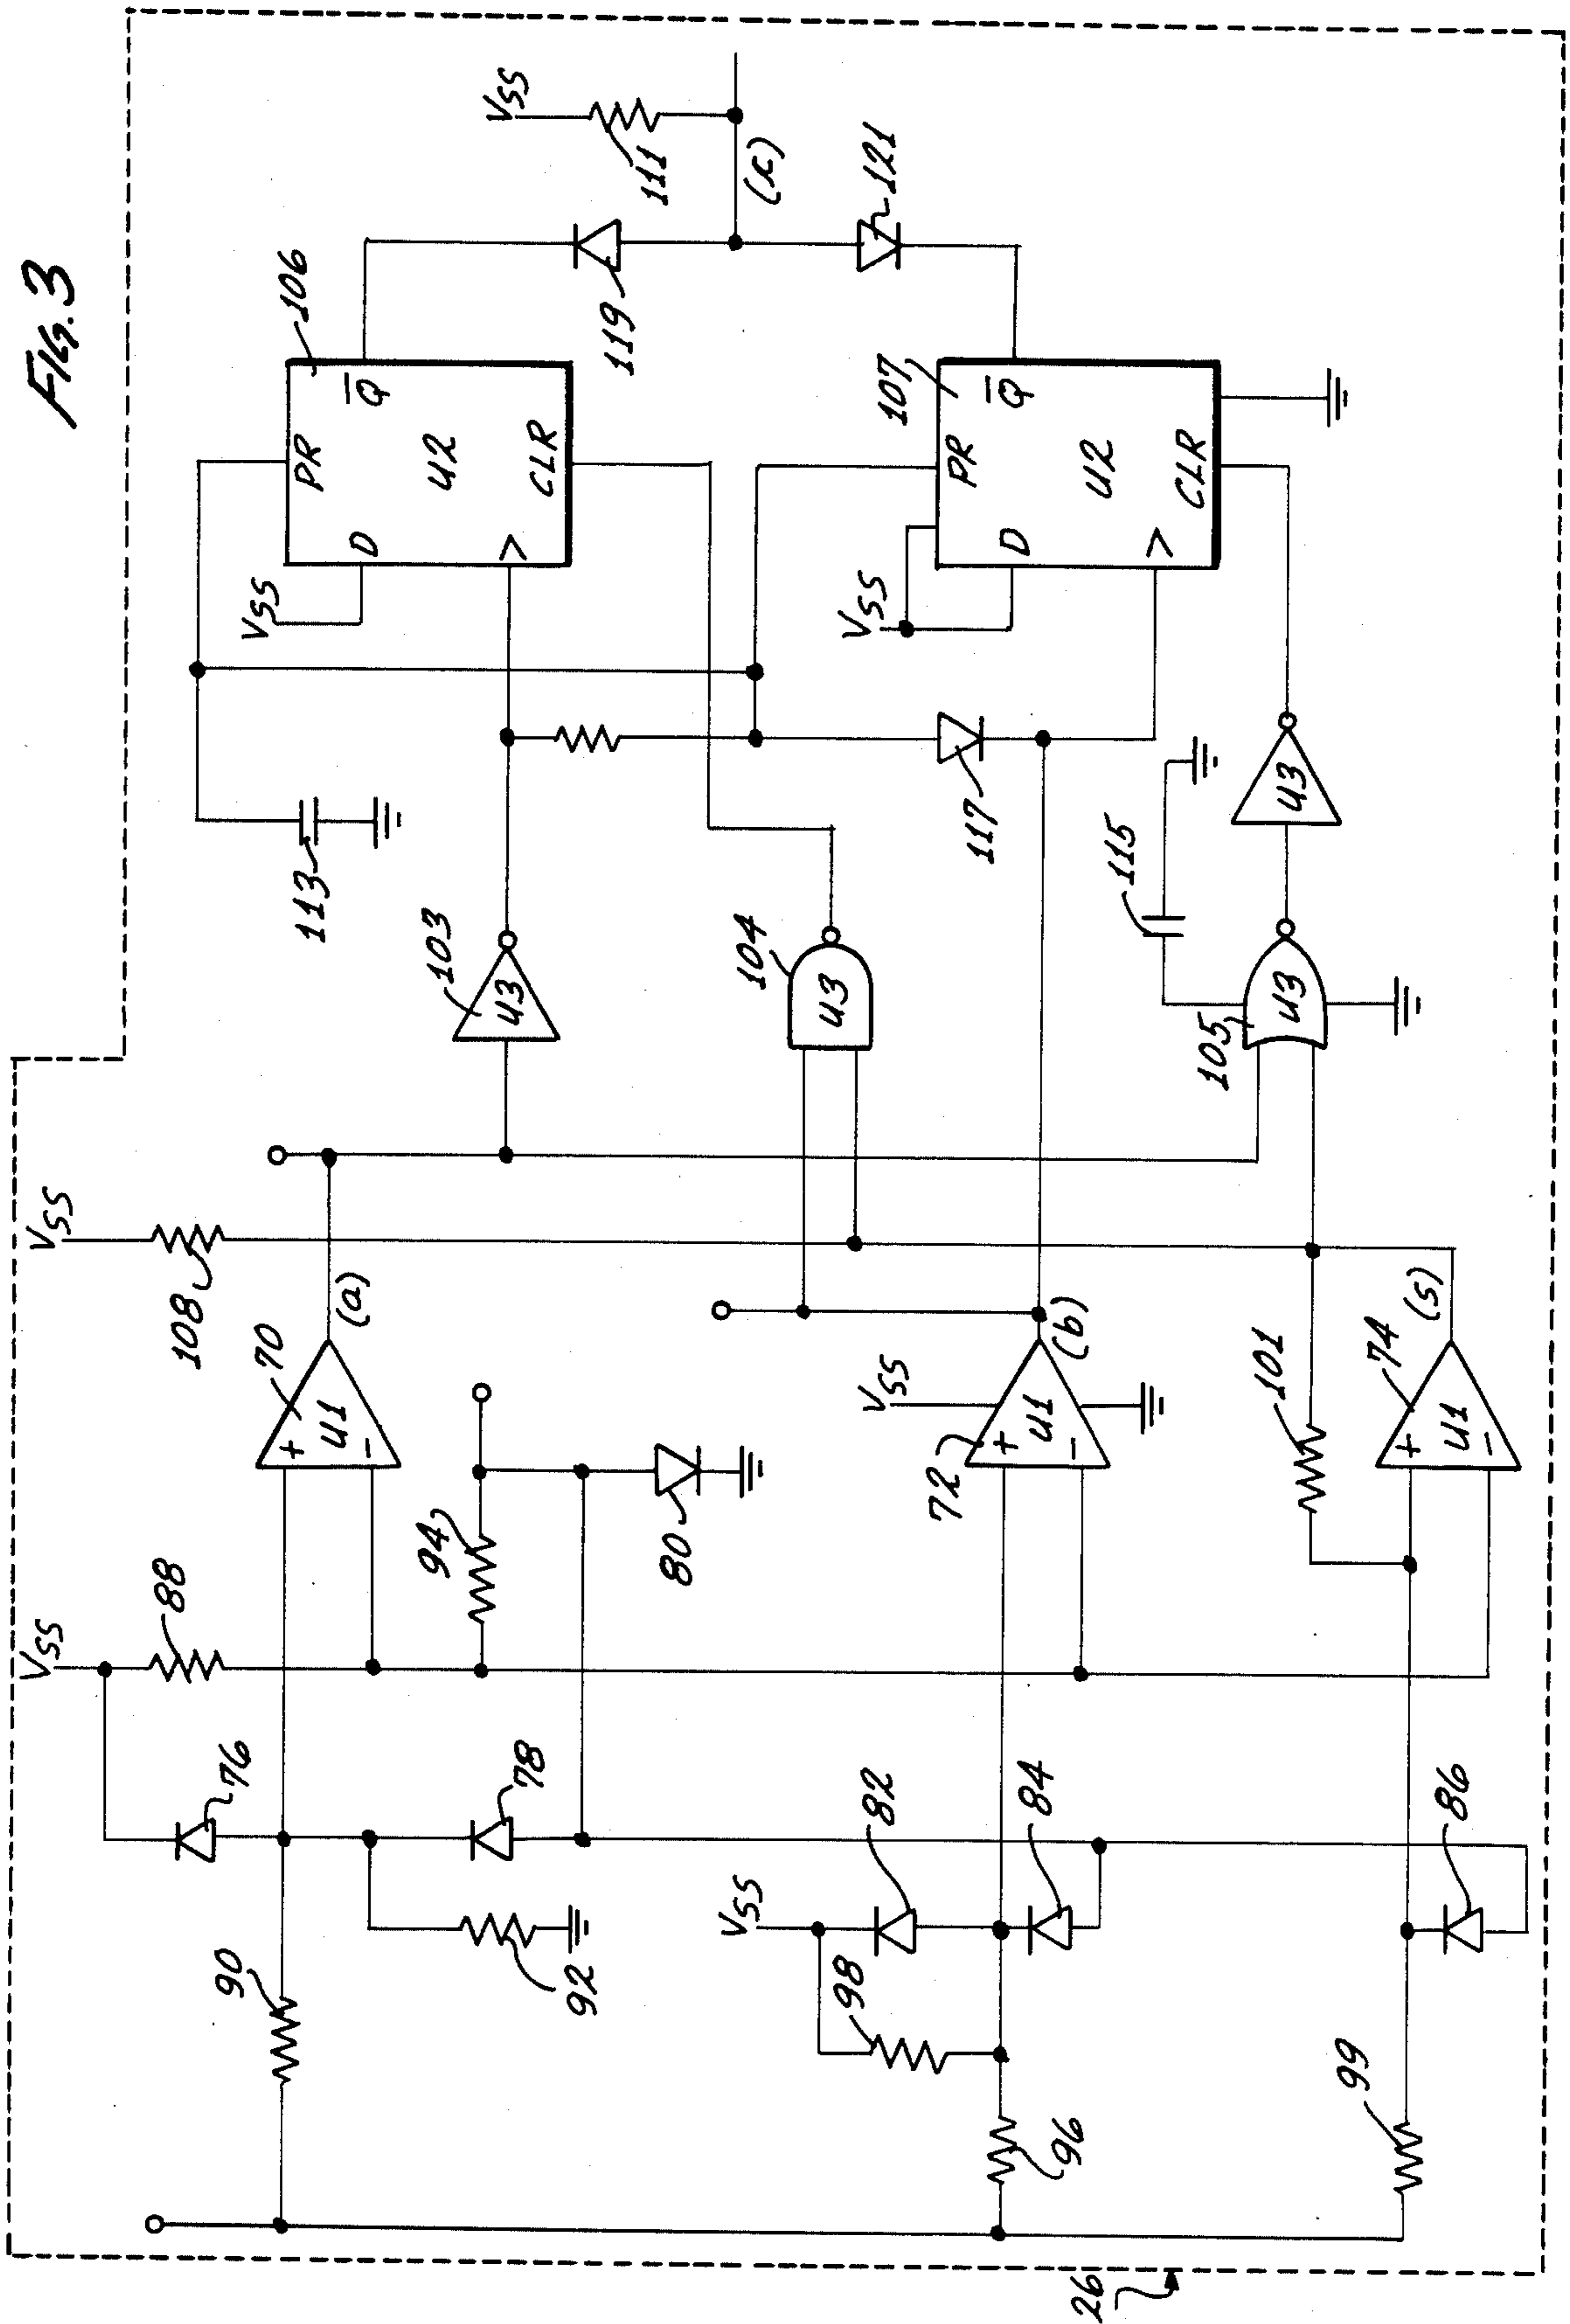 FIG. 3
26
VSS
88
76
78
90
92
94
80
VSS
108
70
+
-
U1
(a)
VSS
82
84
98
96
72
VSS
+
-
U1
(b)
99
86
101
74
+
-
U1
(s)
103
U3
104
U3
105
U3
115
U3
113
117
VSS
106
PR
D
Q
U2
>
CLR
VSS
107
PR
D
Q
U2
>
CLR
119
121
VSS
111
(r)